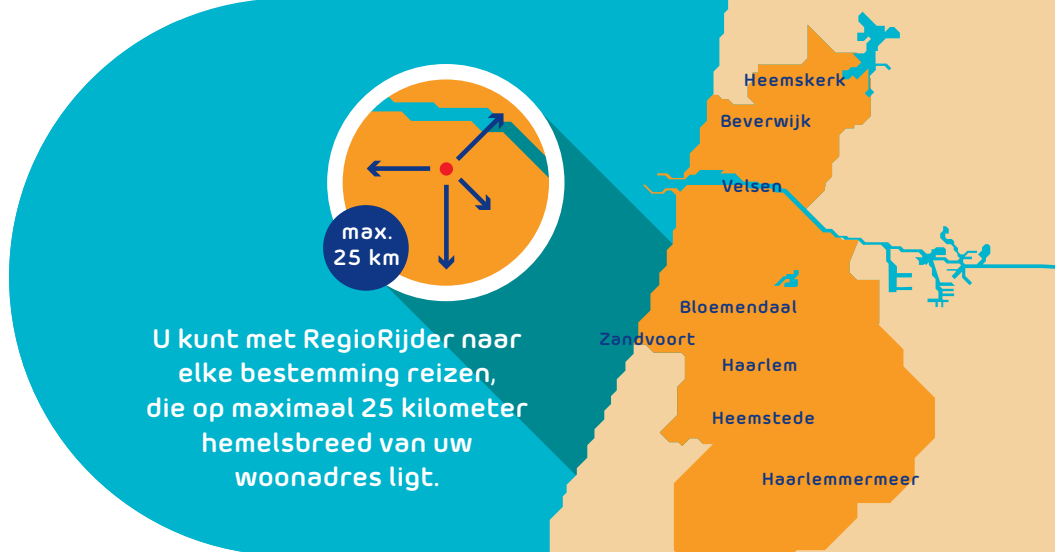 max.
25 km
U kunt met RegioRijder naar
elke bestemming reizen,
die op maximaal 25 kilometer
hemelsbreed van uw
woonadres ligt.
Heemskerk
Beverwijk
Velsen
Bloemendaal
Zandvoort
Haarlem
Heemstede
Haarlemmermeer